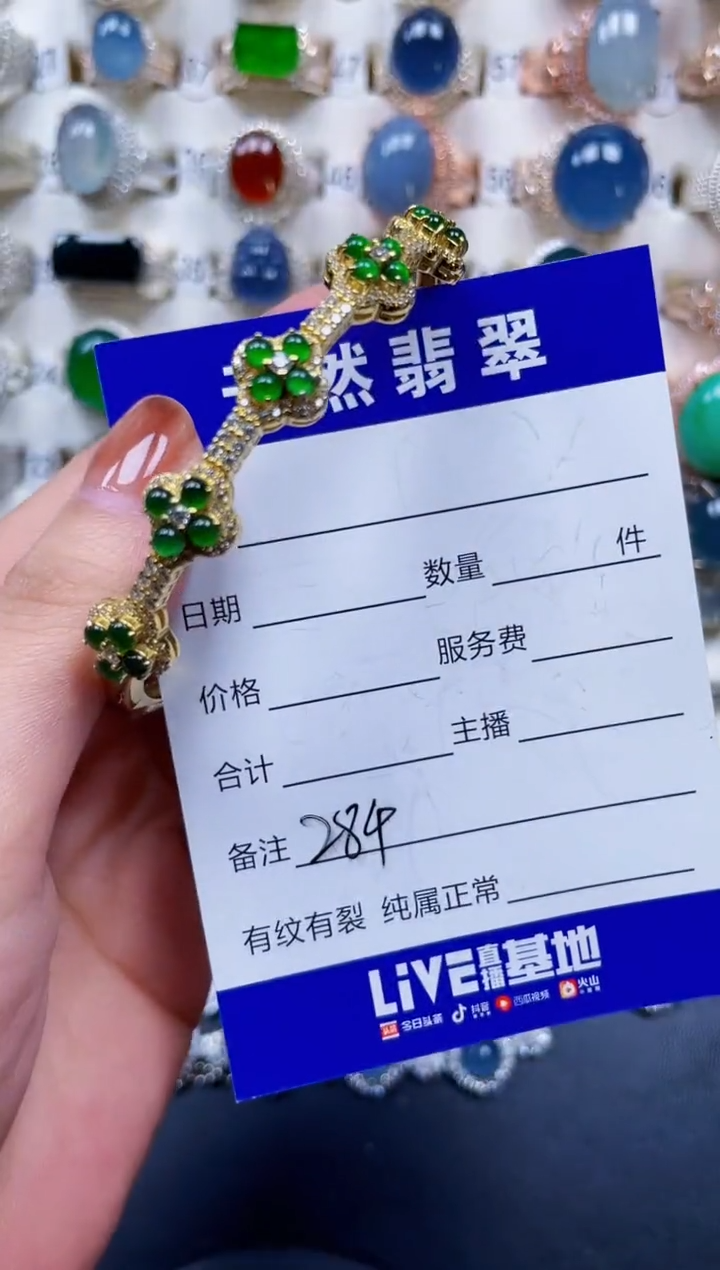 然翡翠
数量 件
日期
服务费
价格
主播
合计
备注 284
有纹有裂 纯属正常
LiVE直播基地
头条 今日头条 抖音 西瓜视频 火山